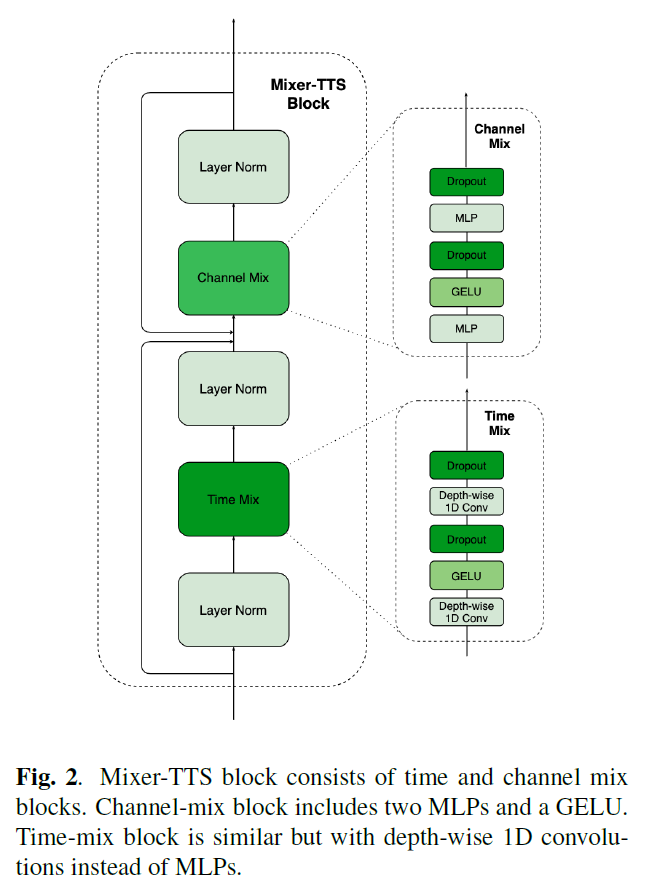 Mixer-TTS
Block
Layer Norm
Channel Mix
Layer Norm
Time Mix
Layer Norm
Channel
Mix
Dropout
MLP
Dropout
GELU
MLP
Time
Mix
Dropout
Depth-wise
1D Conv
Dropout
GELU
Depth-wise
1D Conv
Fig. 2. Mixer-TTS block consists of time and channel mix
blocks. Channel-mix block includes two MLPs and a GELU.
Time-mix block is similar but with depth-wise 1D convolu-
tions instead of MLPs.